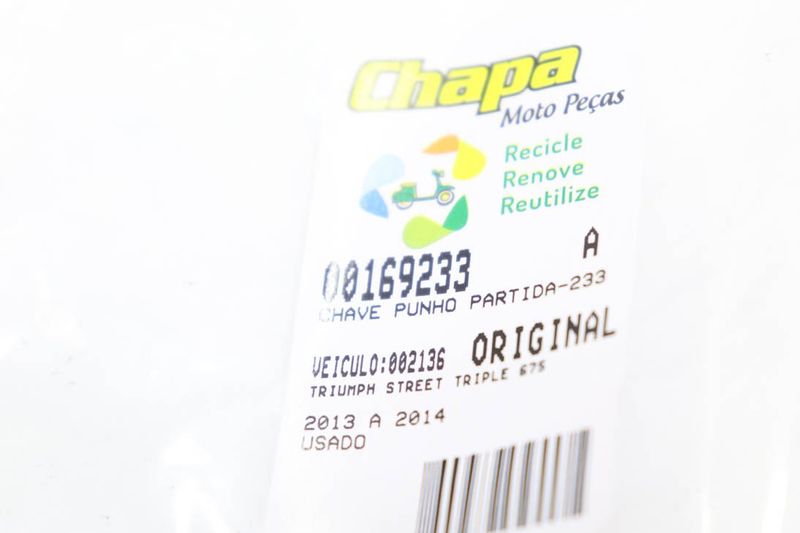 Chapa
Moto Peças
Recicle
Renove
Reutilize
00169233 A
CHAVE PUNHO PARTIDA-233
VEICULO:002136 ORIGINAL
TRIUMPH STREET TRIPLE 675
2013 A 2014
USADO